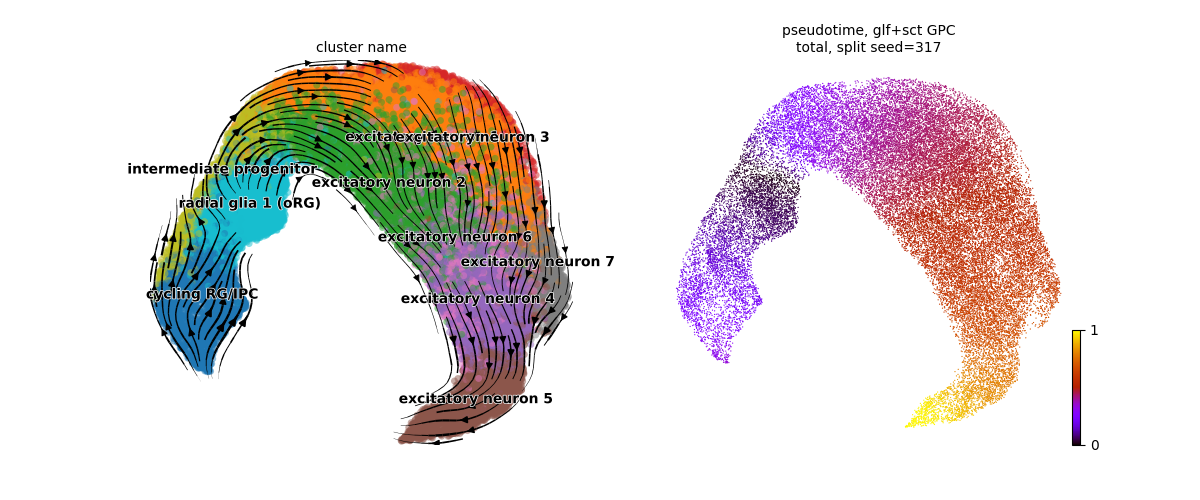 cluster name
excitatory neuron 3
intermediate progenitor
excitatory neuron 2
radial glia 1 (oRG)
excitatory neuron 6
excitatory neuron 7
cycling RG/IPC
excitatory neuron 4
excitatory neuron 5
pseudotime, glf+sct GPC
total, split seed=317
1
0